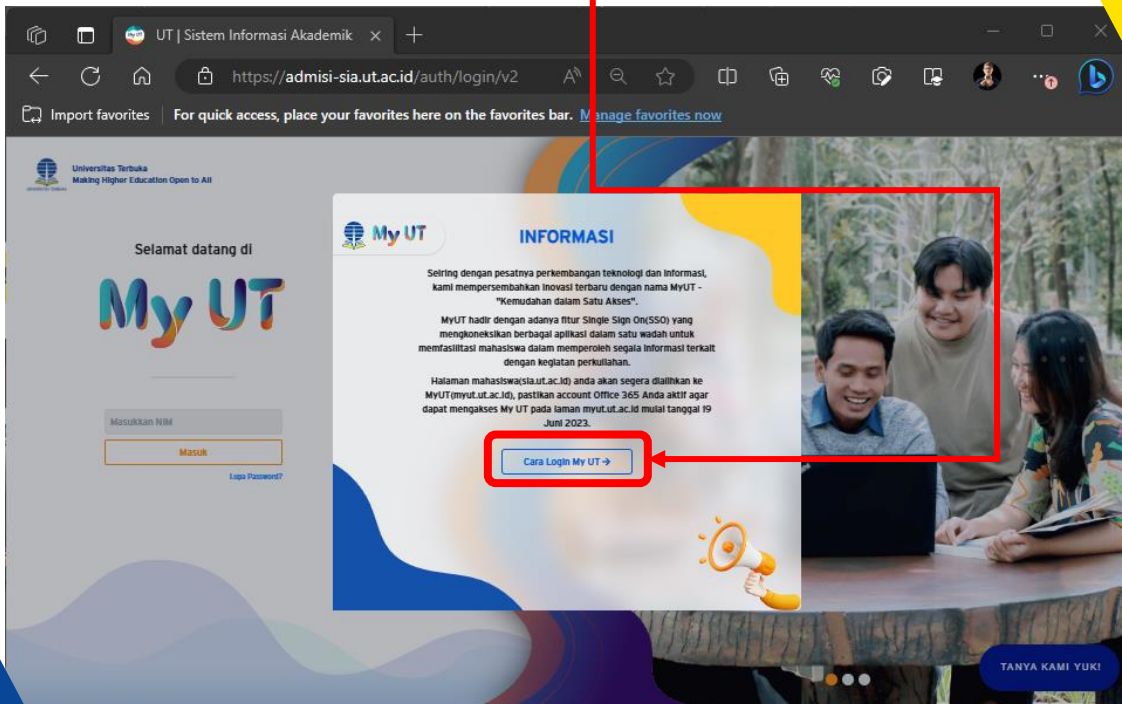 UT | Sistem Informasi Akademik
https://admisi-sia.ut.ac.id/auth/login/v2
Import favorites
For quick access, place your favorites here on the favorites bar. Manage favorites now
Universitas Terbuka
Making Higher Education Open to All
Selamat datang di
My UT
Masukkan NIM
Masuk
Lupa Password?
My UT
INFORMASI
Seiring dengan pesatnya perkembangan teknologi dan informasi,
kami mempersembahkan inovasi terbaru dengan nama MyUT -
"Kemudahan dalam Satu Akses".
MyUT hadir dengan adanya fitur Single Sign On(SSO) yang
mengkoneksikan berbagai aplikasi dalam satu wadah untuk
memfasilitasi mahasiswa dalam memperoleh segala informasi terkait
dengan kegiatan perkuliahan.
Halaman mahasiswa(sia.ut.ac.id) anda akan segera dialihkan ke
MyUT(myut.ut.ac.id), pastikan account Office 365 Anda aktif agar
dapat mengakses My UT pada laman myut.ut.ac.id mulai tanggal 19
Juni 2023.
Cara Login My UT →
TANYA KAMI YUK!